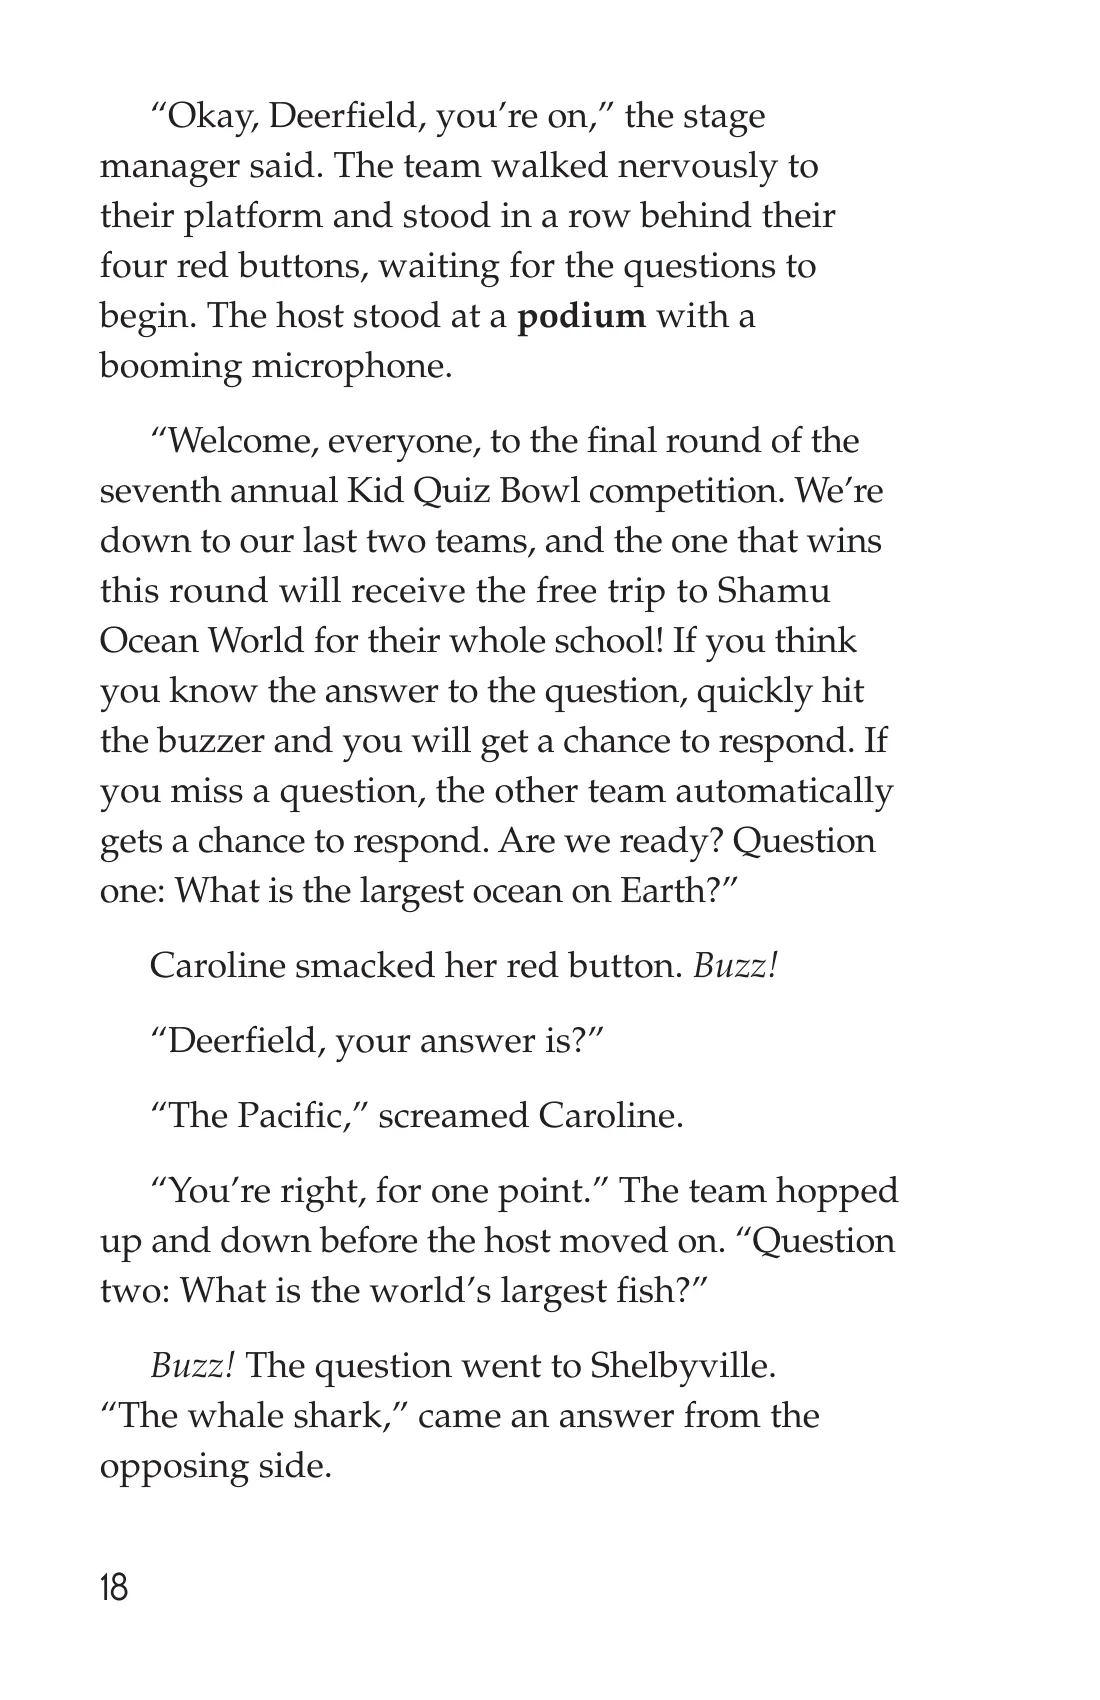 “Okay, Deerfield, you’re on,” the stage
manager said. The team walked nervously to
their platform and stood in a row behind their
four red buttons, waiting for the questions to
begin. The host stood at a podium with a
booming microphone.
“Welcome, everyone, to the final round of the
seventh annual Kid Quiz Bowl competition. We’re
down to our last two teams, and the one that wins
this round will receive the free trip to Shamu
Ocean World for their whole school! If you think
you know the answer to the question, quickly hit
the buzzer and you will get a chance to respond. If
you miss a question, the other team automatically
gets a chance to respond. Are we ready? Question
one: What is the largest ocean on Earth?”
Caroline smacked her red button. Buzz!
“Deerfield, your answer is?”
“The Pacific,” screamed Caroline.
“You’re right, for one point.” The team hopped
up and down before the host moved on. “Question
two: What is the world’s largest fish?”
Buzz! The question went to Shelbyville.
“The whale shark,” came an answer from the
opposing side.
18